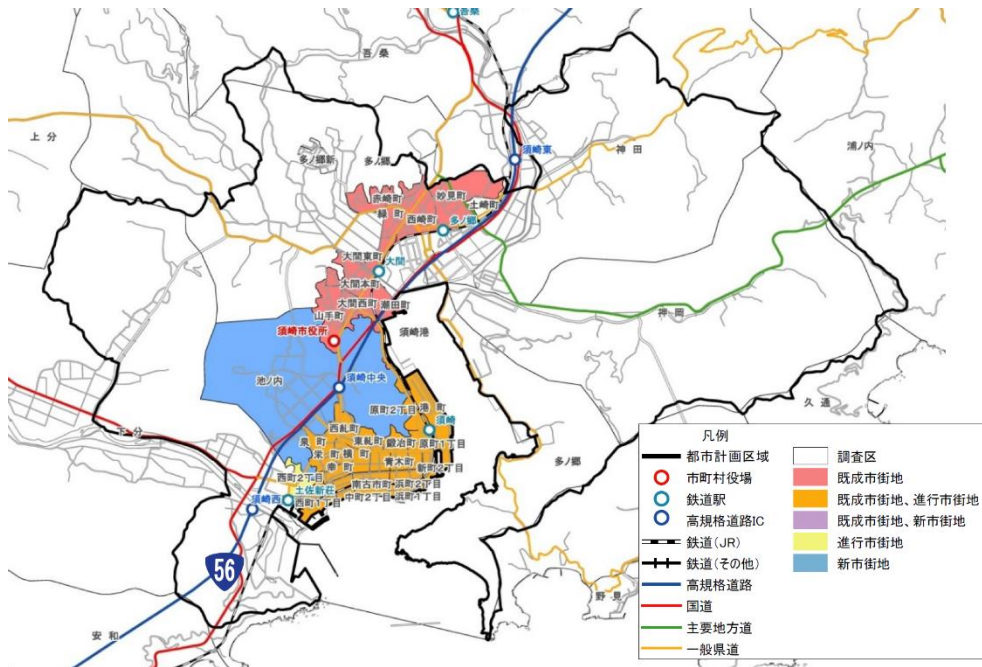 吾桑
吾桑
上分
多ノ郷新
多ノ郷
須崎東
神田
浦ノ内
赤崎町
妙見町
緑町
西崎町
土崎町
多ノ郷
大間東町
大間
大間本町
大間西町
潮田町
山手町
須崎市役所
須崎港
神岡
池ノ内
須崎中央
久通
原町2丁目
港町
須崎
西糺町
泉町
東糺町
鍛冶町
原町1丁目
下分
栄町
横町
幸町
青木町
新町2丁目
西町2丁目
多ノ郷
土佐新荘
南古市町
浜町2丁目
西町1丁目
中町2丁目
浜町1丁目
須崎西
56
野見
安和
凡例
都市計画区域
市町村役場
鉄道駅
高規格道路IC
鉄道(JR)
鉄道(その他)
高規格道路
国道
主要地方道
一般県道
調査区
既成市街地
既成市街地、進行市街地
既成市街地、新市街地
進行市街地
新市街地